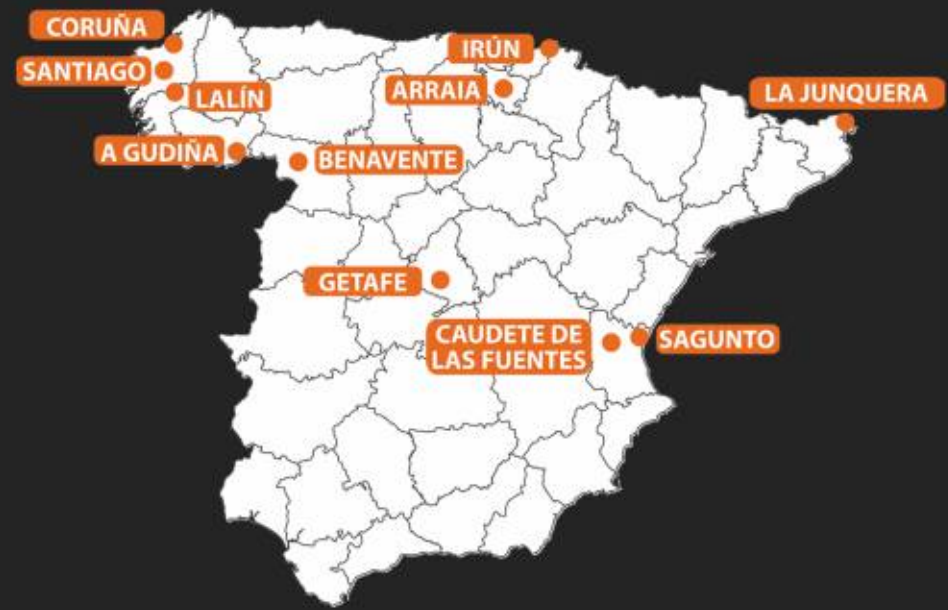 CORUÑA
SANTIAGO
LALÍN
A GUDIÑA
BENAVENTE
IRÚN
ARRAIA
LA JUNQUERA
GETAFE
CAUDETE DE
LAS FUENTES
SAGUNTO